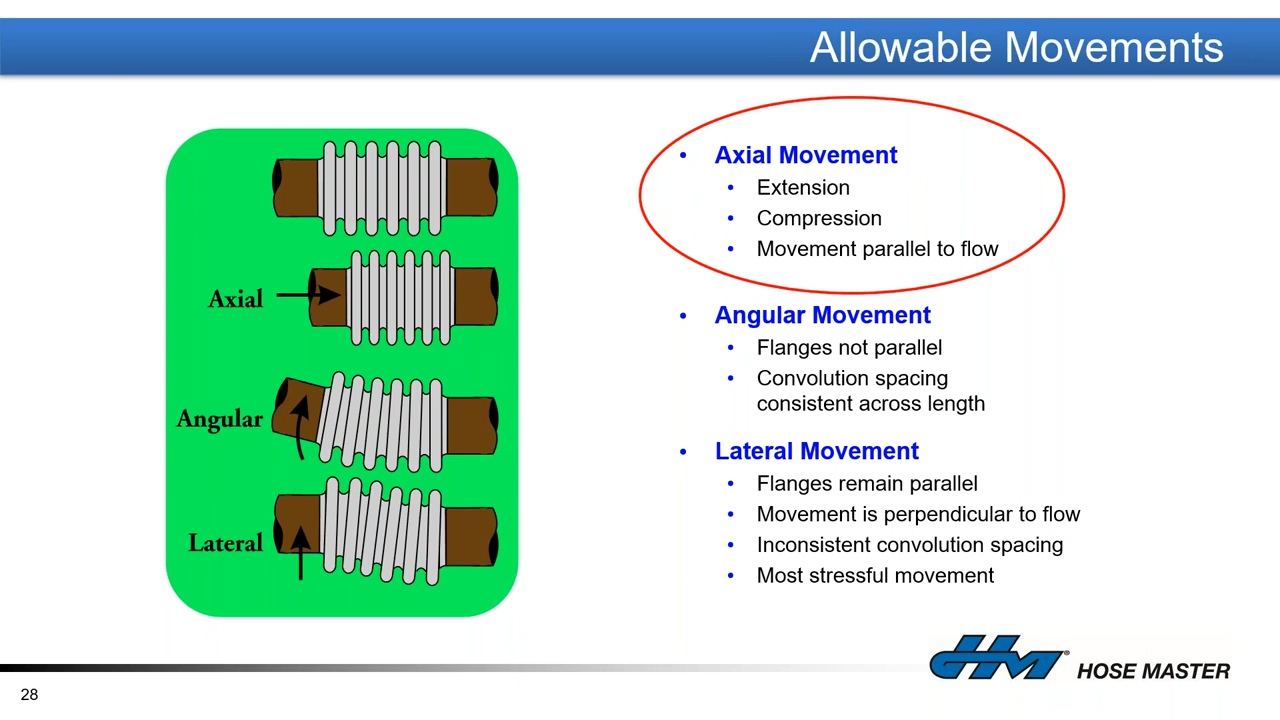 Allowable Movements
Axial
Angular
Lateral
• Axial Movement
• Extension
• Compression
• Movement parallel to flow
• Angular Movement
• Flanges not parallel
• Convolution spacing
consistent across length
• Lateral Movement
• Flanges remain parallel
• Movement is perpendicular to flow
• Inconsistent convolution spacing
• Most stressful movement
HM® HOSE MASTER
28